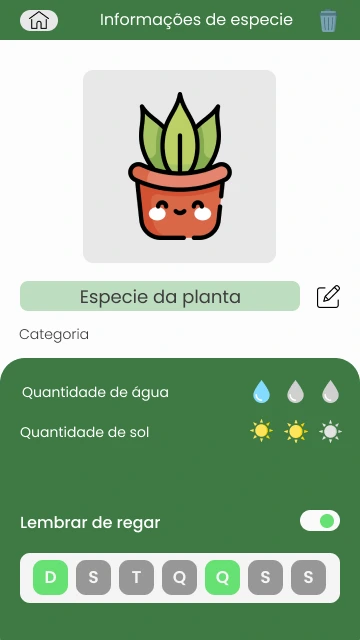 Informações de especie
Especie da planta
Categoria
Quantidade de água
Quantidade de sol
Lembrar de regar
D S T Q Q S S